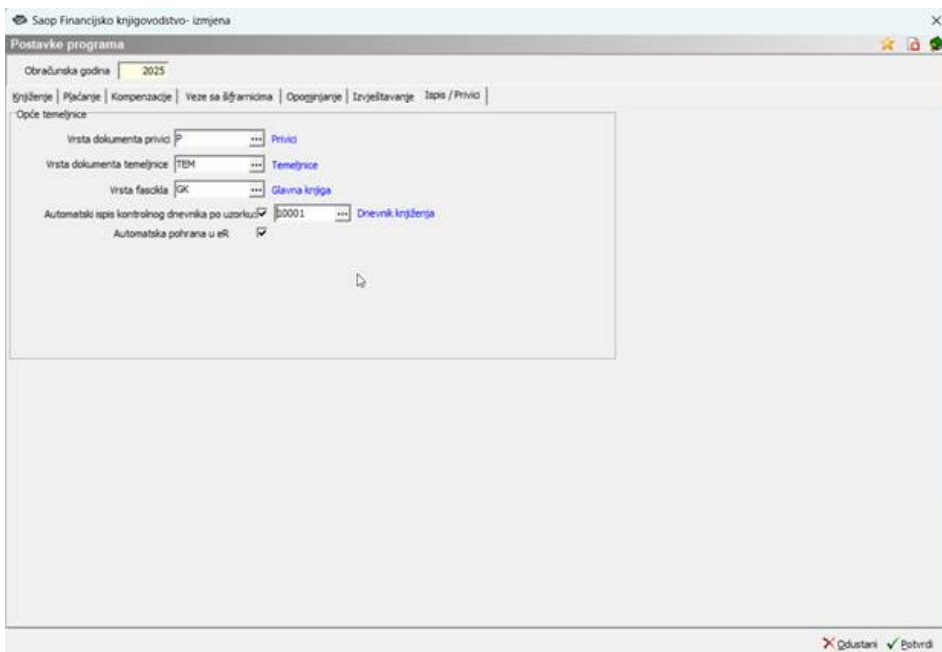 Saop Financijsko knjigovodstvo- izmjena
Postavke programa
Obračunska godina 2025
Knjiženje | Plaćanje | Kompenzacije | Veze sa šifrarnicima | Opominjanje | Izvještavanje | Ispis / Privici
Opće temeljnice
Vrsta dokumenta privici P ... Privici
Vrsta dokumenta temeljnice TEM ... Temeljnice
Vrsta fascikla GK ... Glavna knjiga
Automatski ispis kontrolnog dnevnika po uzorku: 10001 ... Dnevnik knjiženja
Automatska pohrana u eR
Odustani Potvrdi